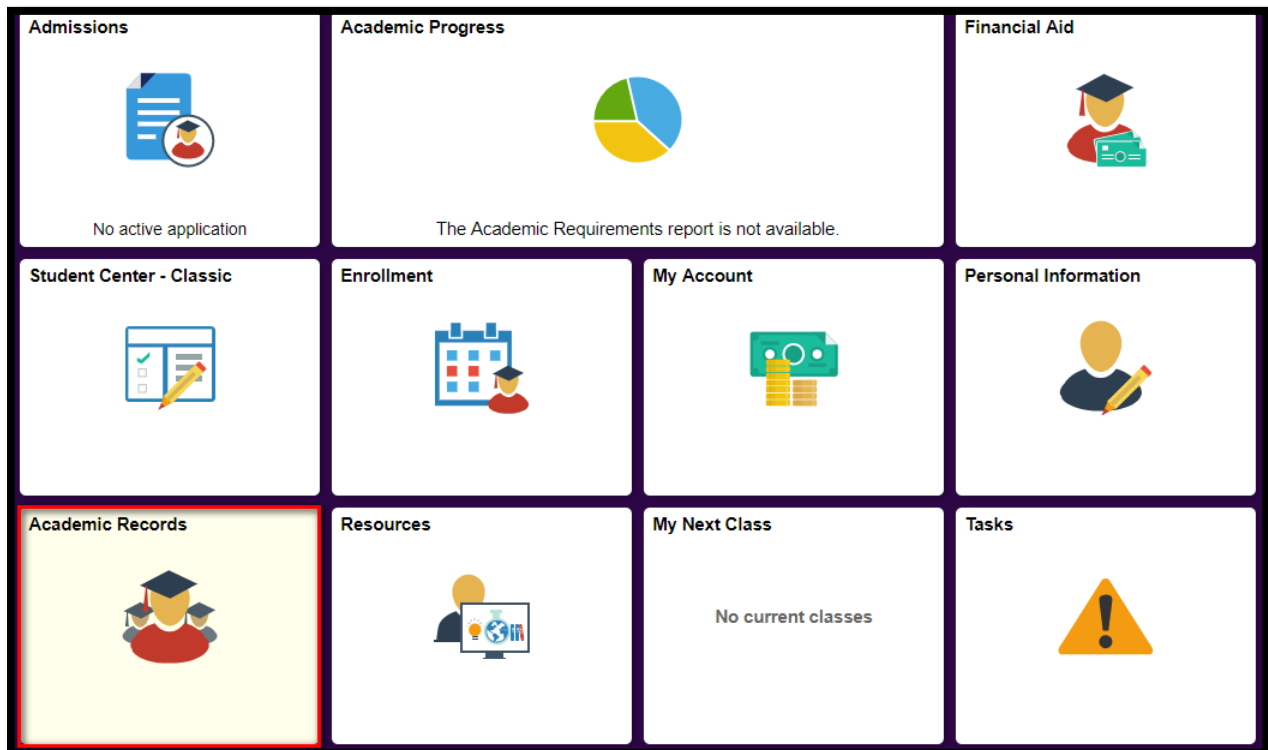 Admissions
Academic Progress
Financial Aid
No active application
The Academic Requirements report is not available.
Student Center - Classic
Enrollment
My Account
Personal Information
Academic Records
Resources
My Next Class
Tasks
No current classes